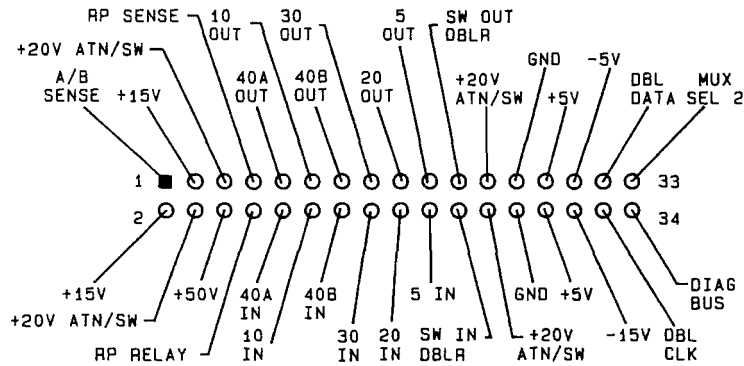 RP SENSE 10 OUT 30 OUT 5 OUT SW OUT DBLR
+20V ATN/SW
A/B SENSE +15V 40A OUT 40B OUT 20 OUT +20V ATN/SW GND +5V -5V DBL DATA MUX SEL 2
1 33
2 34
+15V +50V 40A IN 40B IN 5 IN GND +5V DIAG BUS
+20V ATN/SW
RP RELAY 10 IN 30 IN 20 IN SW IN DBLR +20V ATN/SW -15V DBL CLK